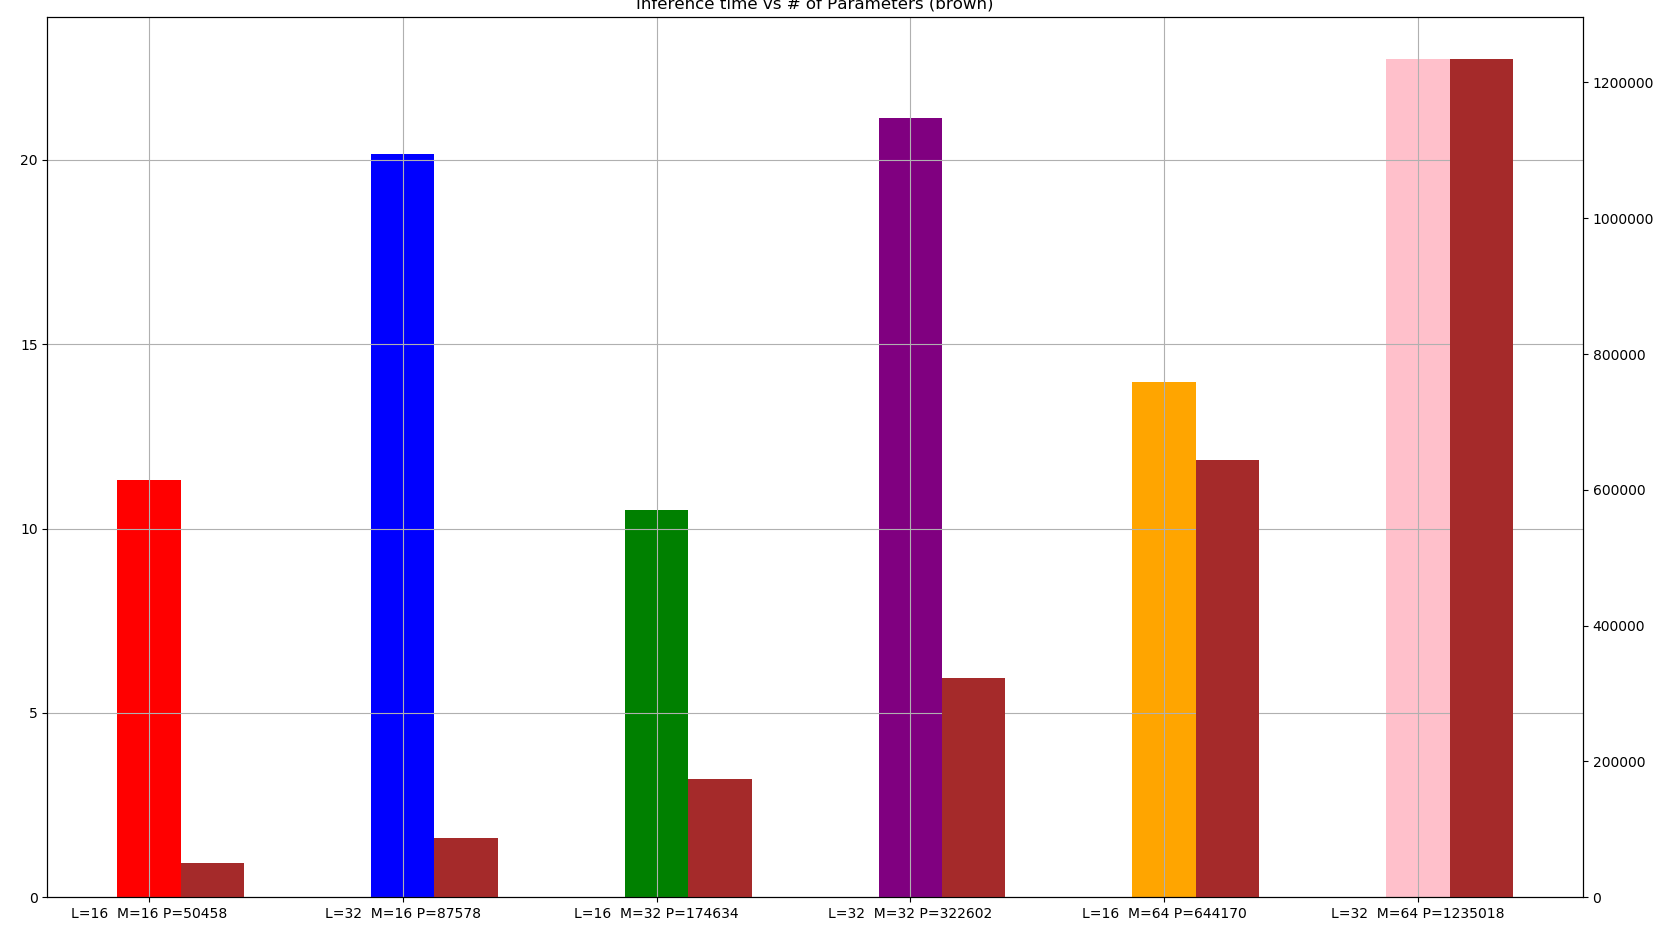 Inference time vs # of Parameters (brown)
20
15
10
5
0
1200000
1000000
800000
600000
400000
200000
0
L=16  M=16 P=50458
L=32  M=16 P=87578
L=16  M=32 P=174634
L=32  M=32 P=322602
L=16  M=64 P=644170
L=32  M=64 P=1235018